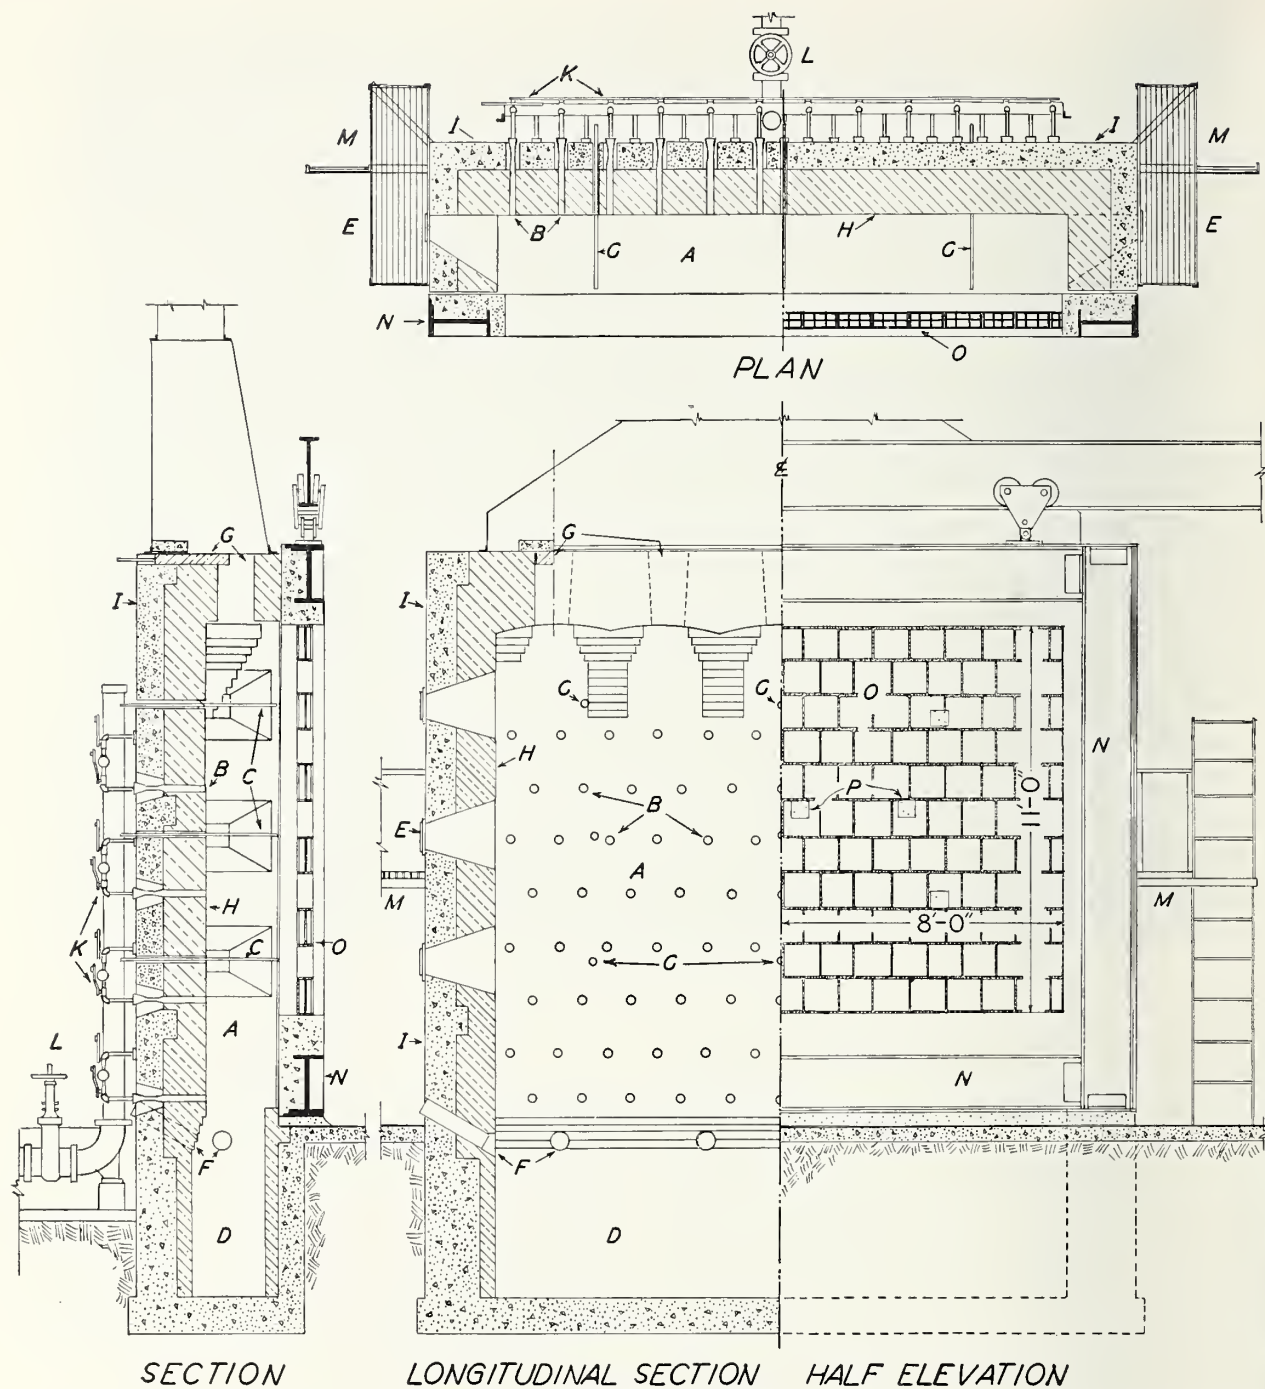 L
K
I
I
M
M
E
E
B
C
A
H
C
N
O
PLAN
G
I
B
C
H
K
C
O
A
L
N
F
D
SECTION
℄
G
I
C
C
H
B
E
A
M
C
I
F
D
LONGITUDINAL SECTION
O
N
P
11'-0"
8'-0"
M
N
HALF ELEVATION